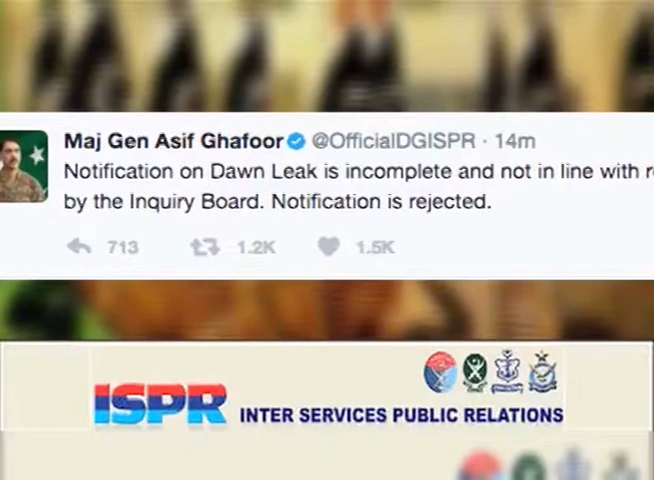 Maj Gen Asif Ghafoor @OfficialDGISPR · 14m
Notification on Dawn Leak is incomplete and not in line with
by the Inquiry Board. Notification is rejected.
713 1.2K 1.5K
ISPR INTER SERVICES PUBLIC RELATIONS